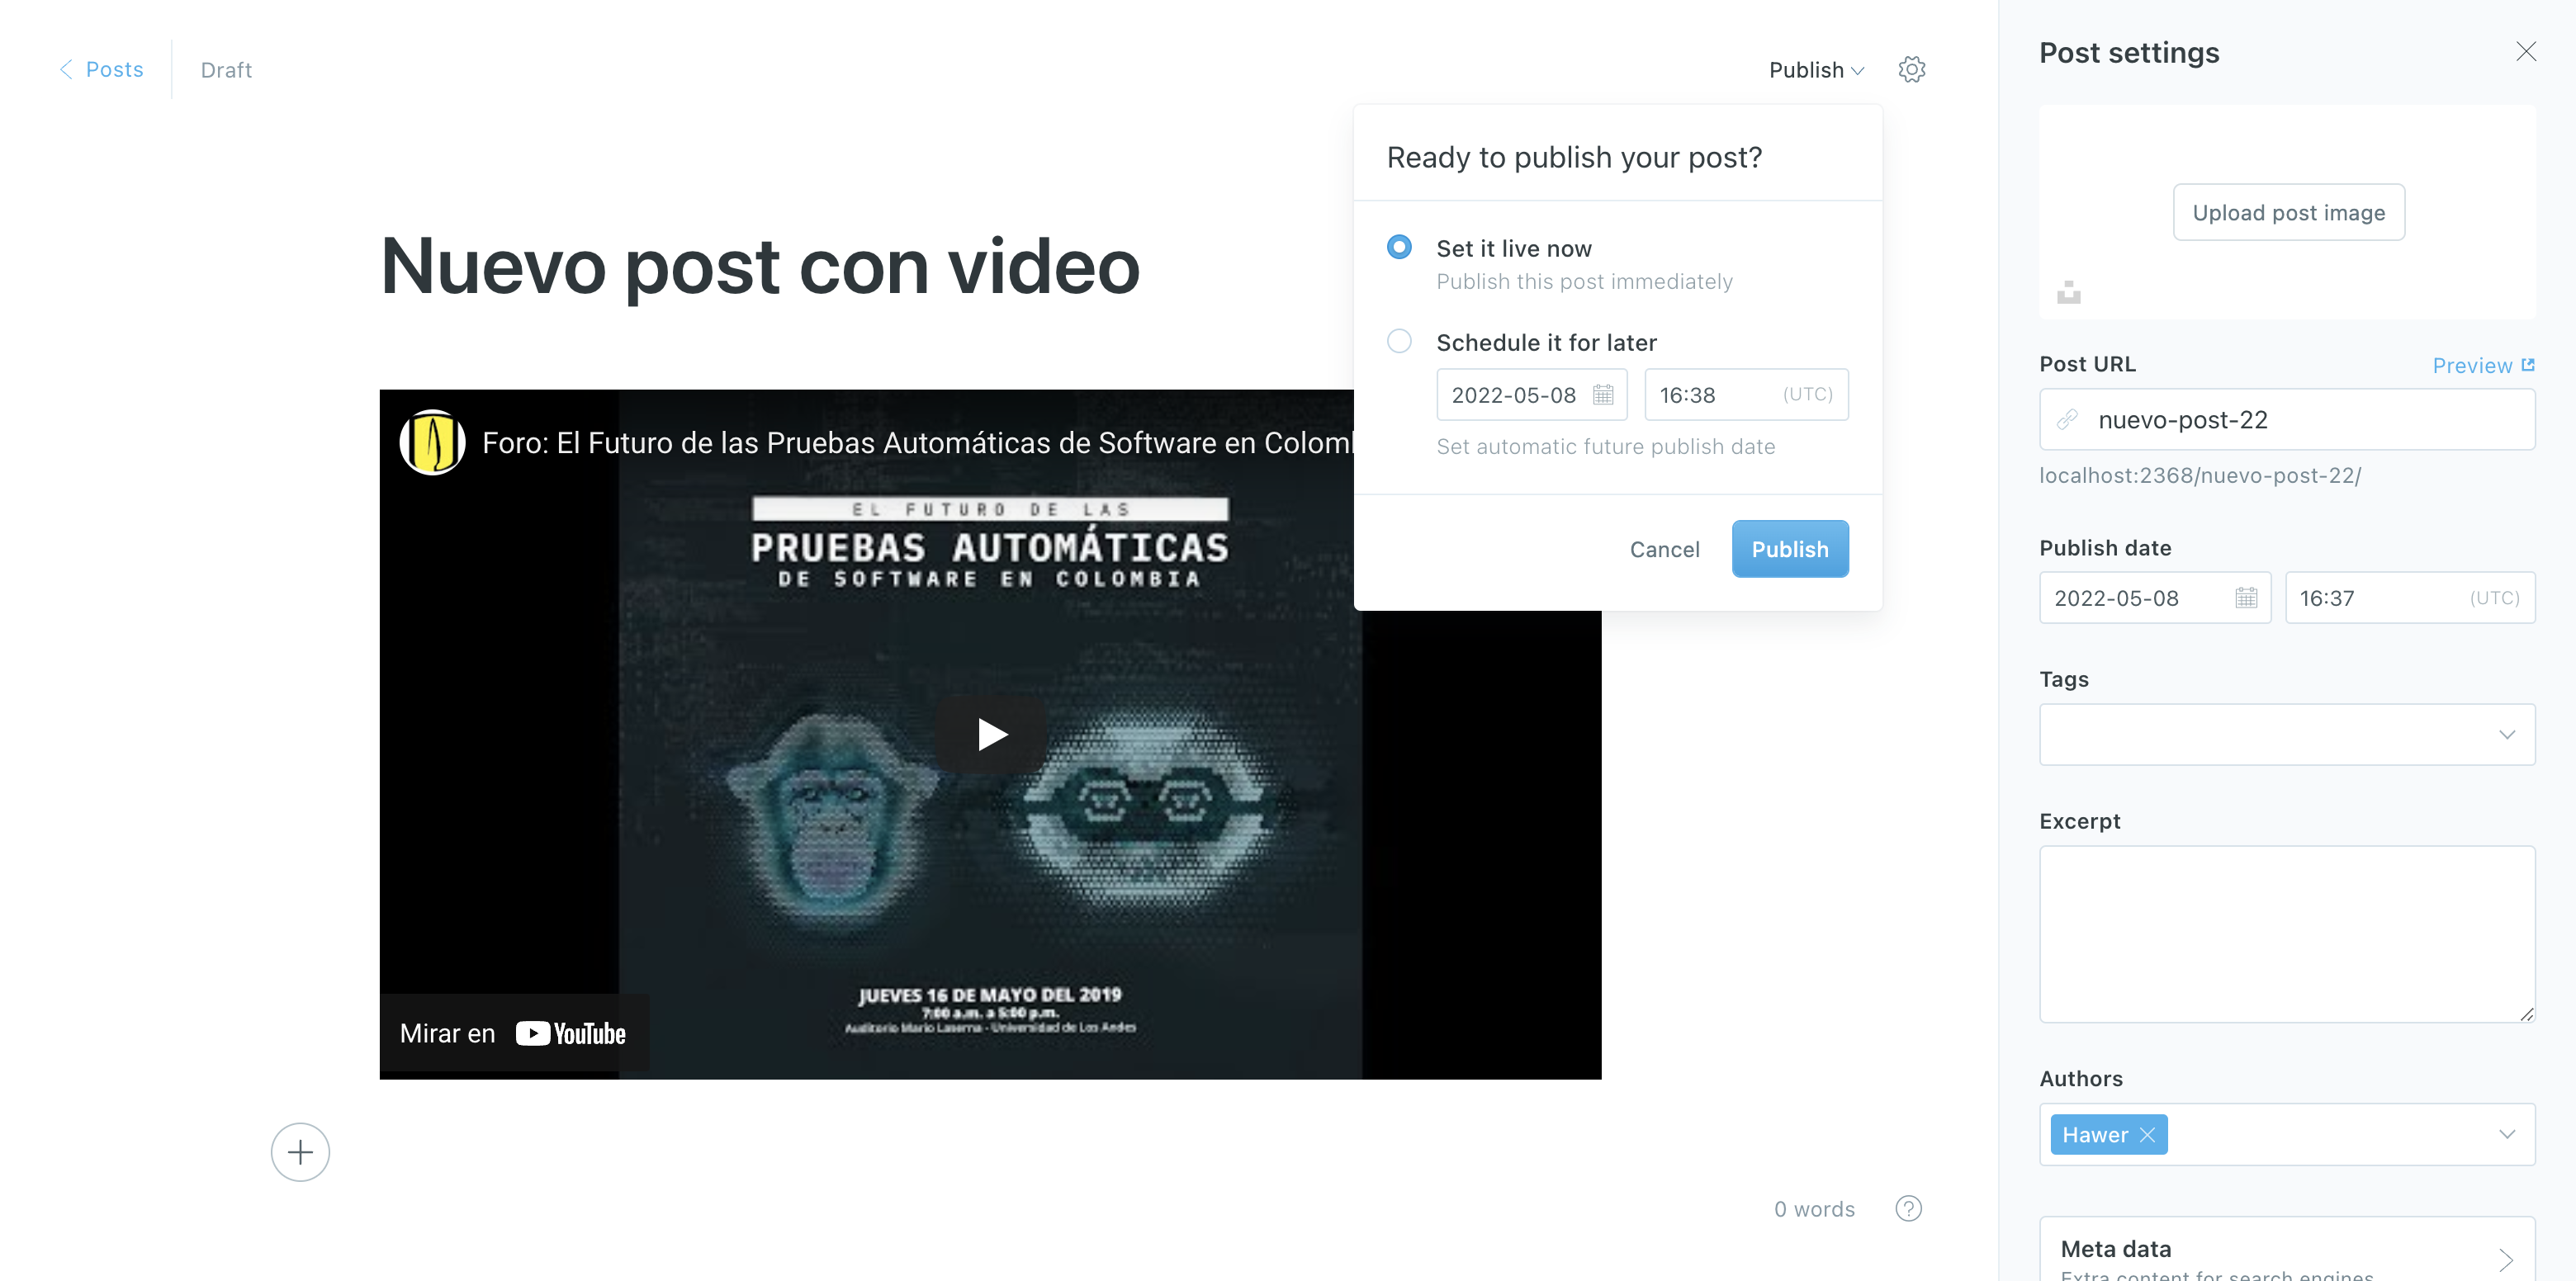 Posts
Draft
Publish
Ready to publish your post?
Set it live now
Publish this post immediately
Schedule it for later
2022-05-08
16:38 (UTC)
Set automatic future publish date
Cancel
Publish
Nuevo post con video
Foro: El Futuro de las Pruebas Automáticas de Software en Colom
EL FUTURO DE LAS
PRUEBAS AUTOMÁTICAS
DE SOFTWARE EN COLOMBIA
JUEVES 16 DE MAYO DEL 2019
7:00 a.m. a 5:00 p.m.
Auditorio Mario Laserna - Universidad de Los Andes
Mirar en YouTube
0 words
?
Post settings
Upload post image
Post URL
Preview
nuevo-post-22
localhost:2368/nuevo-post-22/
Publish date
2022-05-08
16:37 (UTC)
Tags
Excerpt
Authors
Hawer
Meta data
Extra content for search engines